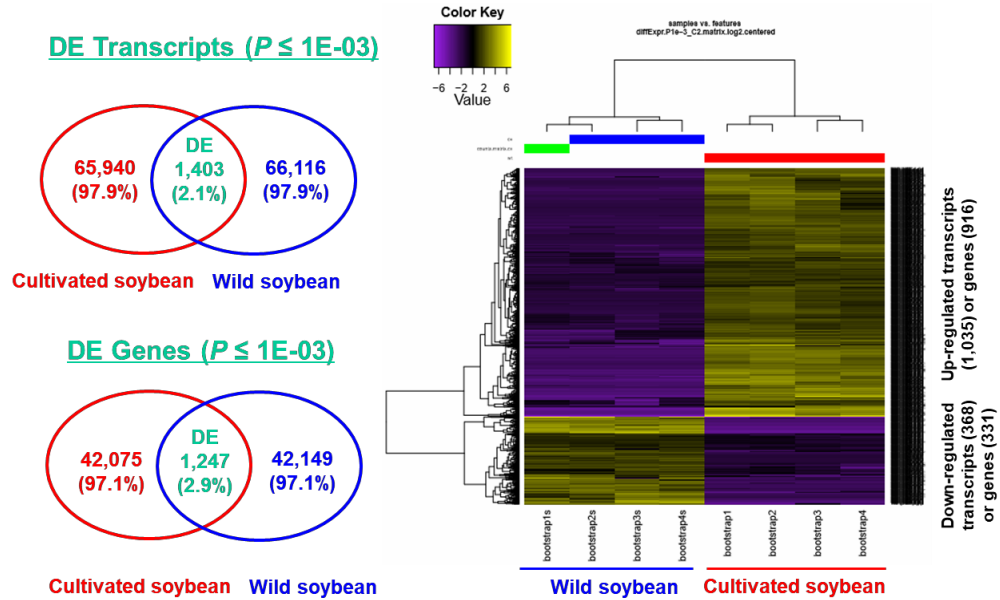 DE Transcripts (P ≤ 1E-03)
65,940
(97.9%)
DE
1,403
(2.1%)
66,116
(97.9%)
Cultivated soybean
Wild soybean
DE Genes (P ≤ 1E-03)
42,075
(97.1%)
DE
1,247
(2.9%)
42,149
(97.1%)
Cultivated soybean
Wild soybean
Color Key
-6
-2
2
6
Value
samples vs. features
diffExpr.P1e-3_C2.matrix.log2.centered
Up-regulated transcripts
(1,035) or genes (916)
Down-regulated
transcripts (368)
or genes (331)
bootstrap1s
bootstrap2s
bootstrap3s
bootstrap4s
bootstrap1
bootstrap2
bootstrap3
bootstrap4
Wild soybean
Cultivated soybean